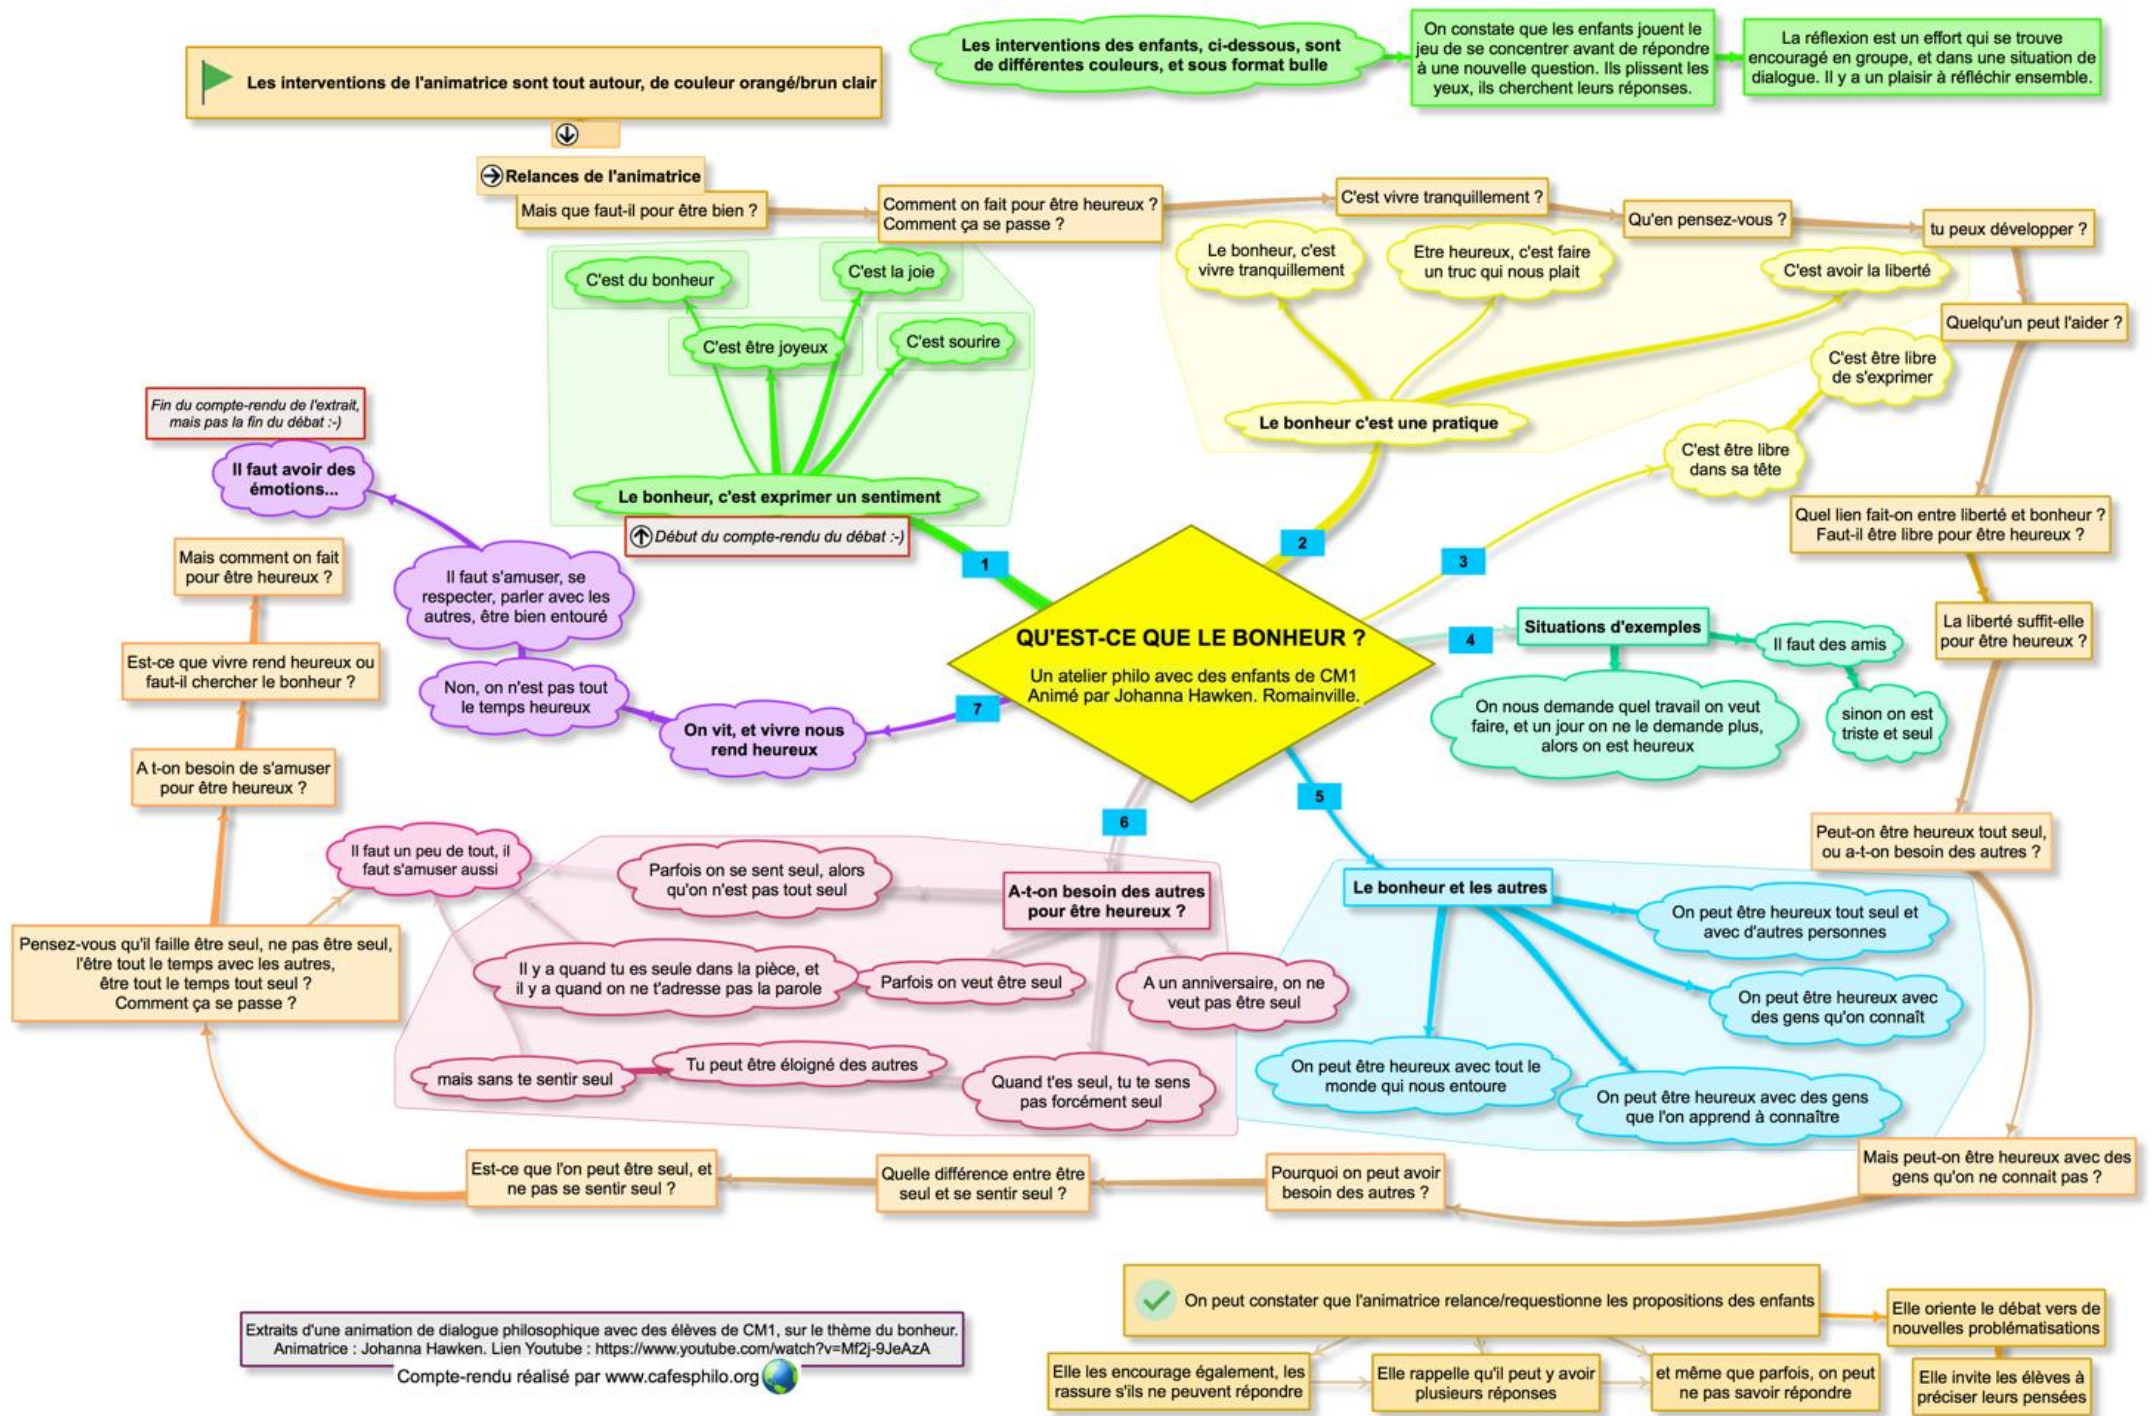 Les interventions de l'animatrice sont tout autour, de couleur orangé/brun clair
Les interventions des enfants, ci-dessous, sont
de différentes couleurs, et sous format bulle
On constate que les enfants jouent le
jeu de se concentrer avant de répondre
à une nouvelle question. Ils plissent les
yeux, ils cherchent leurs réponses.
La réflexion est un effort qui se trouve
encouragé en groupe, et dans une situation de
dialogue. Il y a un plaisir à réfléchir ensemble.
Relances de l'animatrice
Mais que faut-il pour être bien ?
Comment on fait pour être heureux ?
Comment ça se passe ?
C'est vivre tranquillement ?
Qu'en pensez-vous ?
tu peux développer ?
Quelqu'un peut l'aider ?
Quel lien fait-on entre liberté et bonheur ?
Faut-il être libre pour être heureux ?
La liberté suffit-elle
pour être heureux ?
Peut-on être heureux tout seul,
ou a-t-on besoin des autres ?
Mais peut-on être heureux avec des
gens qu'on ne connait pas ?
Pourquoi on peut avoir
besoin des autres ?
Quelle différence entre être
seul et se sentir seul ?
Est-ce que l'on peut être seul, et
ne pas se sentir seul ?
Pensez-vous qu'il faille être seul, ne pas être seul,
l'être tout le temps avec les autres,
être tout le temps tout seul ?
Comment ça se passe ?
A t-on besoin de s'amuser
pour être heureux ?
Est-ce que vivre rend heureux ou
faut-il chercher le bonheur ?
Mais comment on fait
pour être heureux ?
QU'EST-CE QUE LE BONHEUR ?
Un atelier philo avec des enfants de CM1
Animé par Johanna Hawken. Romainville.
1
Début du compte-rendu du débat :-)
Le bonheur, c'est exprimer un sentiment
C'est du bonheur
C'est être joyeux
C'est la joie
C'est sourire
2
Le bonheur c'est une pratique
Le bonheur, c'est
vivre tranquillement
Etre heureux, c'est faire
un truc qui nous plait
C'est avoir la liberté
3
C'est être libre
dans sa tête
C'est être libre
de s'exprimer
4
Situations d'exemples
Il faut des amis
sinon on est
triste et seul
On nous demande quel travail on veut
faire, et un jour on ne le demande plus,
alors on est heureux
5
Le bonheur et les autres
On peut être heureux tout seul et
avec d'autres personnes
On peut être heureux avec
des gens qu'on connaît
On peut être heureux avec des gens
que l'on apprend à connaître
On peut être heureux avec tout le
monde qui nous entoure
6
A-t-on besoin des autres
pour être heureux ?
Parfois on se sent seul, alors
qu'on n'est pas tout seul
Parfois on veut être seul
Il y a quand tu es seule dans la pièce, et
il y a quand on ne t'adresse pas la parole
A un anniversaire, on ne
veut pas être seul
Quand t'es seul, tu te sens
pas forcément seul
Tu peut être éloigné des autres
mais sans te sentir seul
Il faut un peu de tout, il
faut s'amuser aussi
7
On vit, et vivre nous
rend heureux
Non, on n'est pas tout
le temps heureux
Il faut s'amuser, se
respecter, parler avec les
autres, être bien entouré
Il faut avoir des
émotions...
Fin du compte-rendu de l'extrait,
mais pas la fin du débat :-)
On peut constater que l'animatrice relance/requestionne les propositions des enfants
Elle oriente le débat vers de
nouvelles problématisations
Elle invite les élèves à
préciser leurs pensées
Elle les encourage également, les
rassure s'ils ne peuvent répondre
Elle rappelle qu'il peut y avoir
plusieurs réponses
et même que parfois, on peut
ne pas savoir répondre
Extraits d'une animation de dialogue philosophique avec des élèves de CM1, sur le thème du bonheur.
Animatrice : Johanna Hawken. Lien Youtube : https://www.youtube.com/watch?v=Mf2j-9JeAzA
Compte-rendu réalisé par www.cafesphilo.org